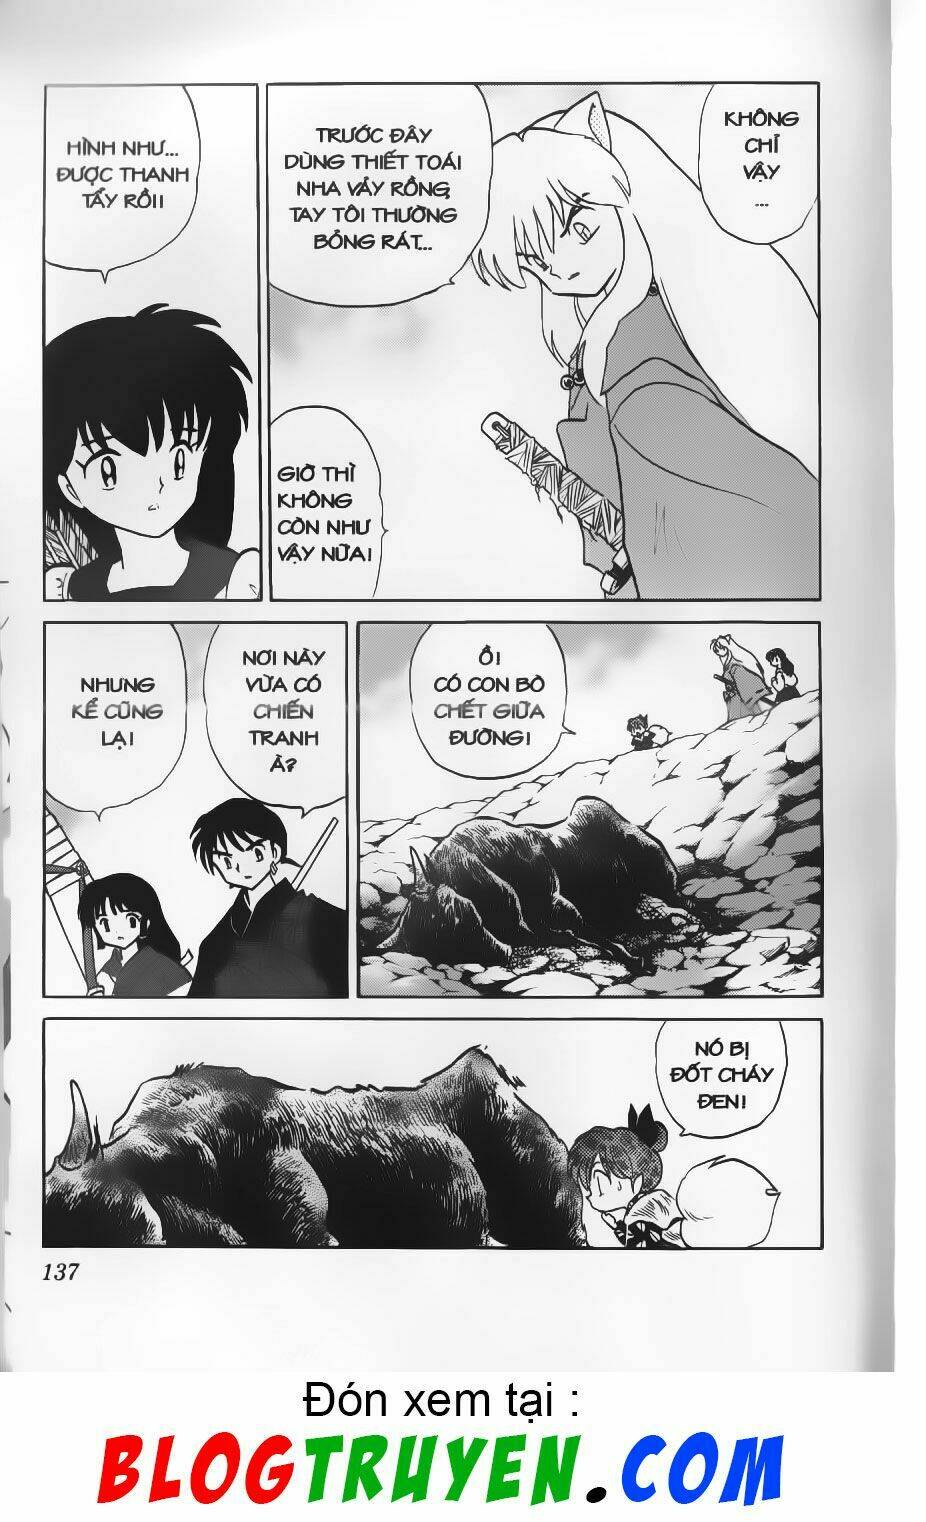 KHÔNG
CHỈ
VẬY
...
TRƯỚC ĐÂY
DÙNG THIẾT TOÁI
NHA VẢY RỒNG,
TAY TÔI THƯỜNG
BỎNG RÁT...
GIỜ THÌ
KHÔNG
CÒN NHƯ
VẬY NỮA!
HÌNH NHƯ...
ĐƯỢC THANH
TẨY RỒI!
Ồ!
CÓ CON BÒ
CHẾT GIỮA
ĐƯỜNG!
NƠI NÀY
VỪA CÓ
CHIẾN
TRANH
À?
NHƯNG
KỂ CŨNG
LẠ!
NÓ BỊ
ĐỐT CHÁY
ĐEN!
137
Đón xem tại :
BLOGTRUYEN.COM